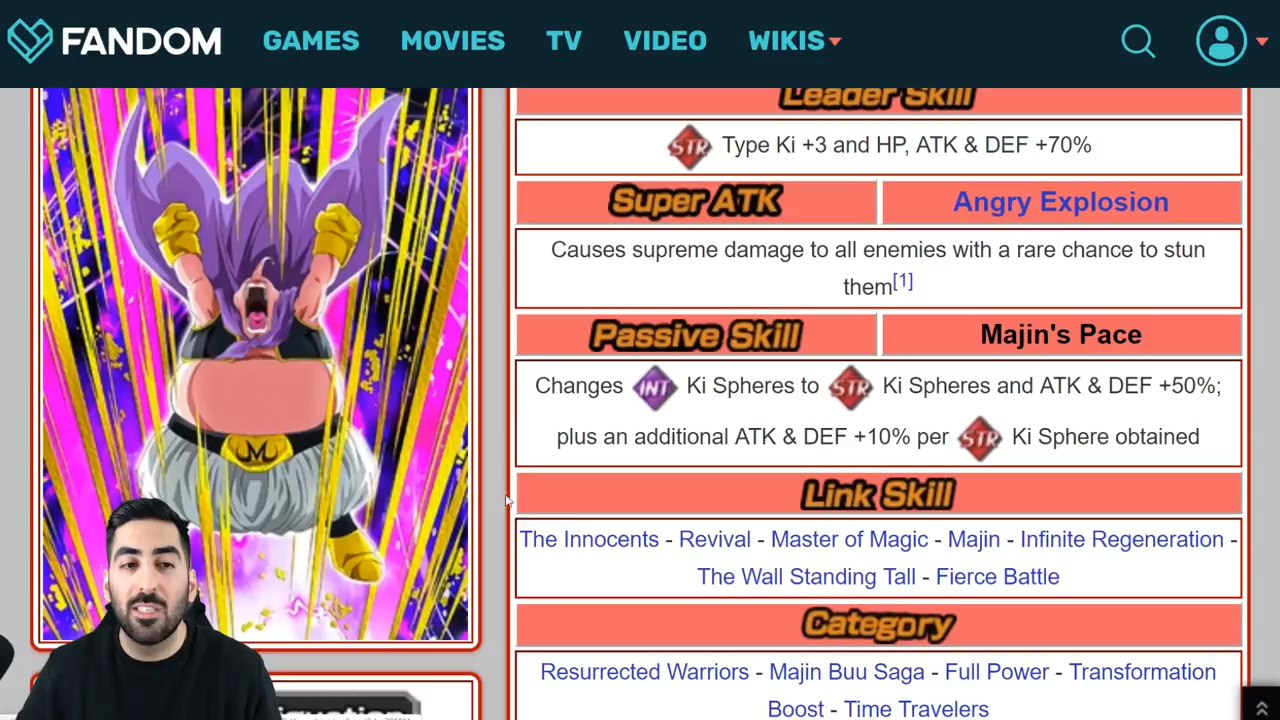 FANDOM GAMES MOVIES TV VIDEO WIKIS
Leader Skill
STR Type Ki +3 and HP, ATK & DEF +70%
Super ATK Angry Explosion
Causes supreme damage to all enemies with a rare chance to stun
them[1]
Passive Skill Majin's Pace
Changes INT Ki Spheres to STR Ki Spheres and ATK & DEF +50%;
plus an additional ATK & DEF +10% per STR Ki Sphere obtained
Link Skill
The Innocents - Revival - Master of Magic - Majin - Infinite Regeneration -
The Wall Standing Tall - Fierce Battle
Category
Resurrected Warriors - Majin Buu Saga - Full Power - Transformation
Boost - Time Travelers
M